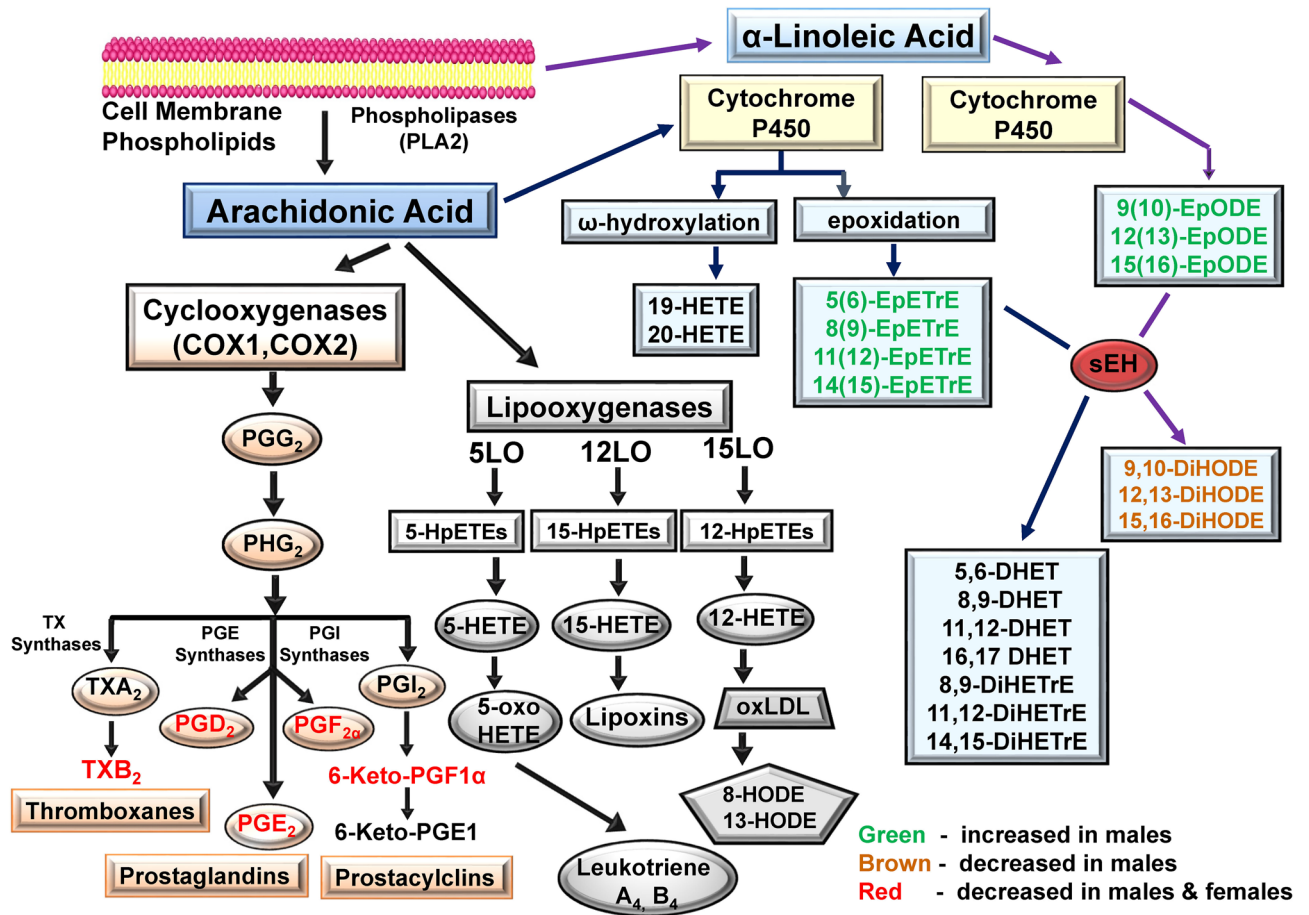 α-Linoleic Acid
Cell Membrane
Phospholipids
Phospholipases
(PLA2)
Cytochrome
P450
Cytochrome
P450
Arachidonic Acid
ω-hydroxylation
epoxidation
9(10)-EpODE
12(13)-EpODE
15(16)-EpODE
19-HETE
20-HETE
5(6)-EpETrE
8(9)-EpETrE
11(12)-EpETrE
14(15)-EpETrE
sEH
Cyclooxygenases
(COX1,COX2)
Lipooxygenases
5LO
12LO
15LO
PGG₂
PHG₂
5-HpETEs
15-HpETEs
12-HpETEs
9,10-DiHODE
12,13-DiHODE
15,16-DiHODE
5,6-DHET
8,9-DHET
11,12-DHET
16,17 DHET
8,9-DiHETrE
11,12-DiHETrE
14,15-DiHETrE
5-HETE
15-HETE
12-HETE
TX
Synthases
PGE
Synthases
PGI
Synthases
TXA₂
PGD₂
PGF₂α
PGI₂
5-oxo
HETE
Lipoxins
oxLDL
TXB₂
6-Keto-PGF1α
Thromboxanes
PGE₂
6-Keto-PGE1
8-HODE
13-HODE
Prostaglandins
Prostacylclins
Leukotriene
A₄, B₄
Green - increased in males
Brown - decreased in males
Red - decreased in males & females